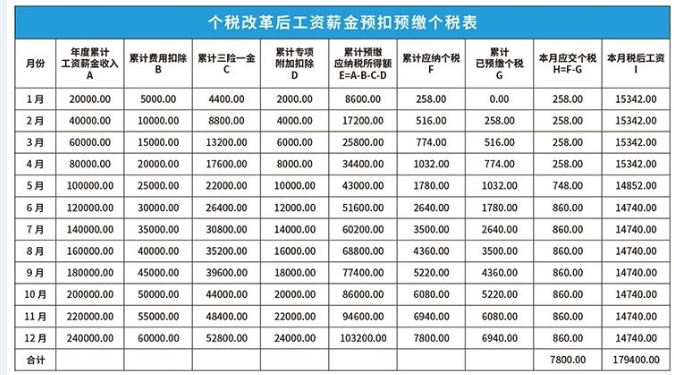 个税改革后工资薪金预扣预缴个税表
月份 年度累计工资薪金收入A 累计费用扣除B 累计三险一金C 累计专项附加扣除D 累计预缴应纳税所得额E=A-B-C-D 累计应纳个税F 累计已预缴个税G 本月应交个税H=F-G 本月税后工资I
1月 20000.00 5000.00 4400.00 2000.00 8600.00 258.00 0.00 258.00 15342.00
2月 40000.00 10000.00 8800.00 4000.00 17200.00 516.00 258.00 258.00 15342.00
3月 60000.00 15000.00 13200.00 6000.00 25800.00 774.00 516.00 258.00 15342.00
4月 80000.00 20000.00 17600.00 8000.00 34400.00 1032.00 774.00 258.00 15342.00
5月 100000.00 25000.00 22000.00 10000.00 43000.00 1780.00 1032.00 748.00 14852.00
6月 120000.00 30000.00 26400.00 12000.00 51600.00 2640.00 1780.00 860.00 14740.00
7月 140000.00 35000.00 30800.00 14000.00 60200.00 3500.00 2640.00 860.00 14740.00
8月 160000.00 40000.00 35200.00 16000.00 68800.00 4360.00 3500.00 860.00 14740.00
9月 180000.00 45000.00 39600.00 18000.00 77400.00 5220.00 4360.00 860.00 14740.00
10月 200000.00 50000.00 44000.00 20000.00 86000.00 6080.00 5220.00 860.00 14740.00
11月 220000.00 55000.00 48400.00 22000.00 94600.00 6940.00 6080.00 860.00 14740.00
12月 240000.00 60000.00 52800.00 24000.00 103200.00 7800.00 6940.00 860.00 14740.00
合计 7800.00 179400.00